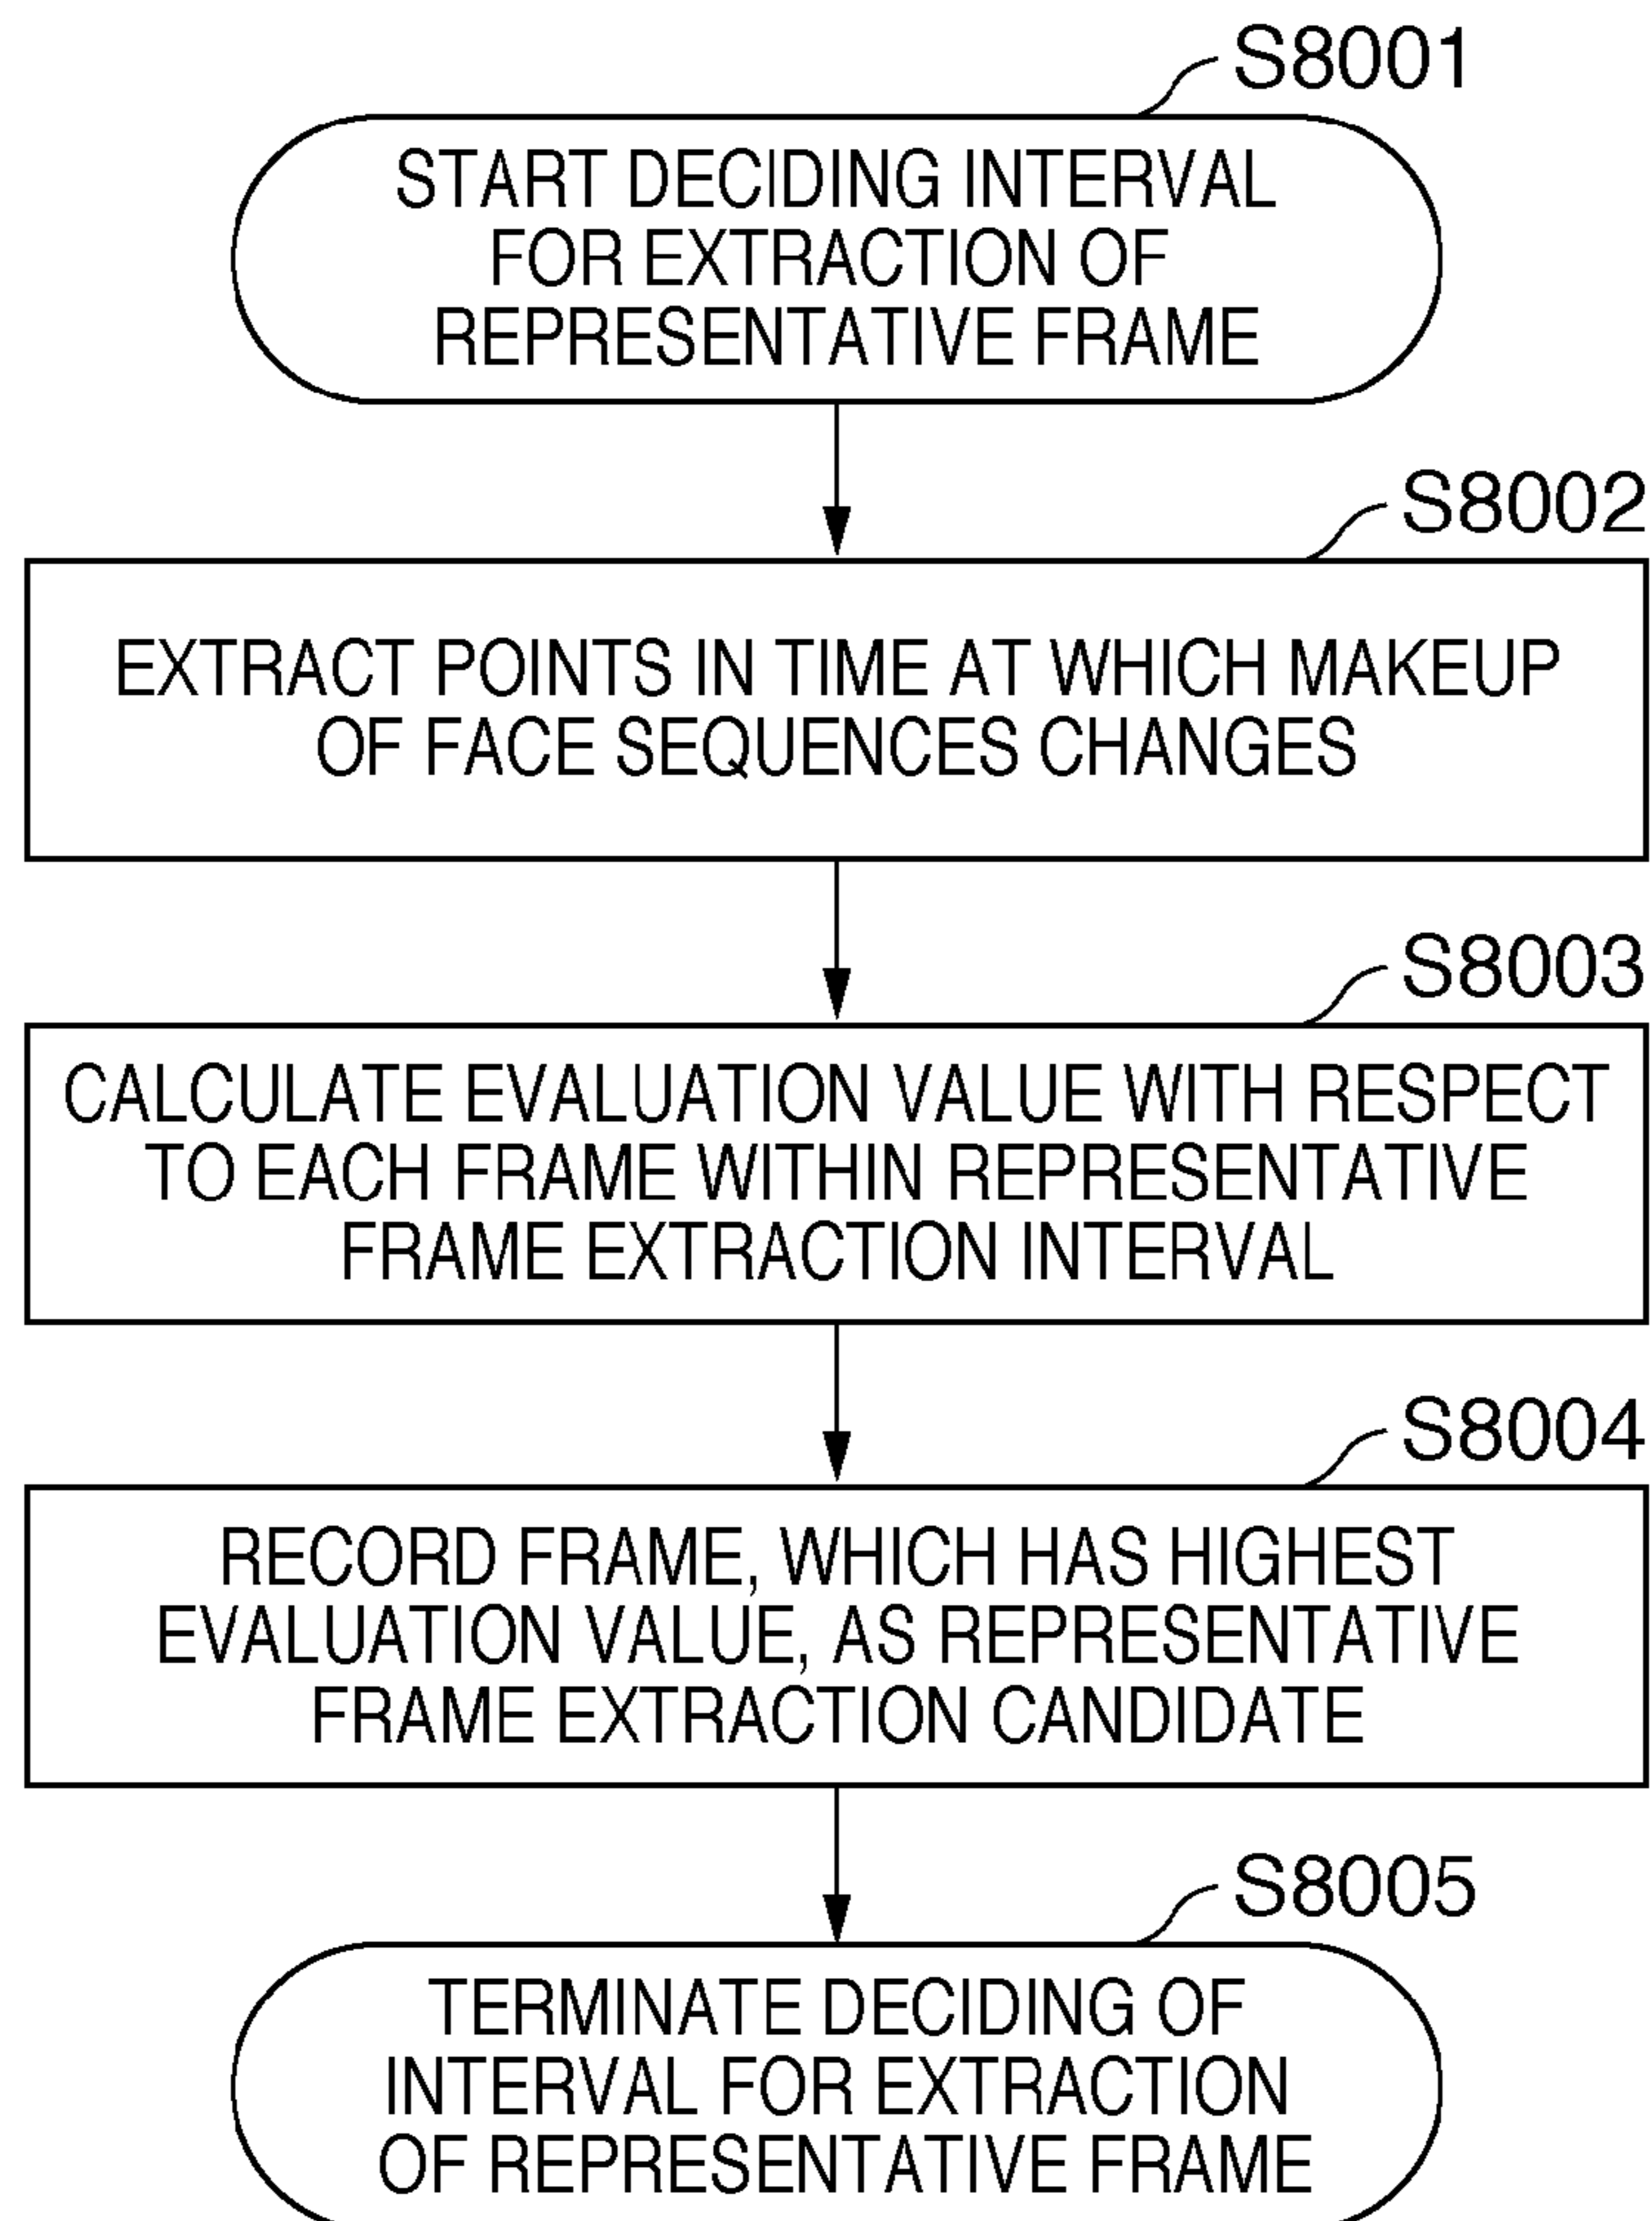 S8001
START DECIDING INTERVAL
FOR EXTRACTION OF
REPRESENTATIVE FRAME
S8002
EXTRACT POINTS IN TIME AT WHICH MAKEUP
OF FACE SEQUENCES CHANGES
S8003
CALCULATE EVALUATION VALUE WITH RESPECT
TO EACH FRAME WITHIN REPRESENTATIVE
FRAME EXTRACTION INTERVAL
S8004
RECORD FRAME, WHICH HAS HIGHEST
EVALUATION VALUE, AS REPRESENTATIVE
FRAME EXTRACTION CANDIDATE
S8005
TERMINATE DECIDING OF
INTERVAL FOR EXTRACTION
OF REPRESENTATIVE FRAME